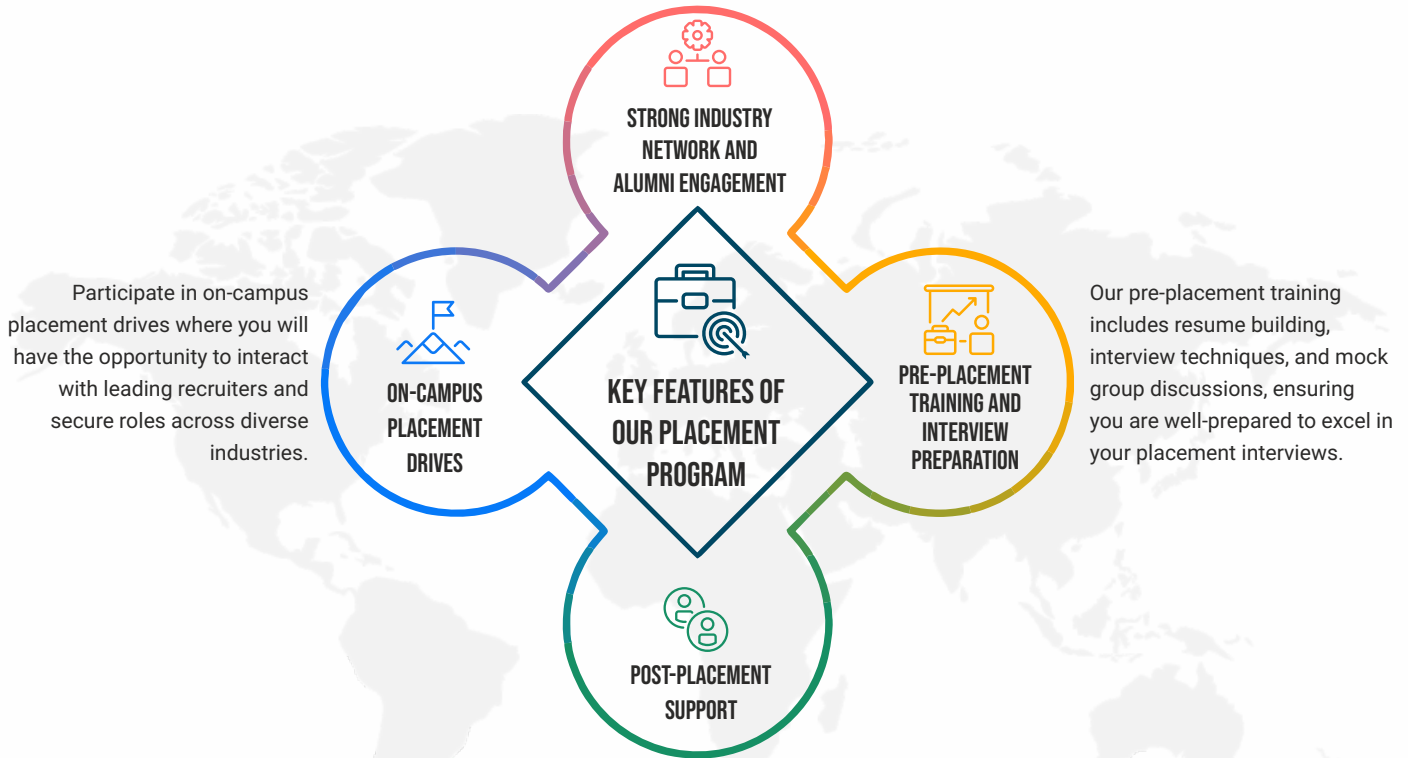 STRONG INDUSTRY
NETWORK AND
ALUMNI ENGAGEMENT
Participate in on-campus
placement drives where you will
have the opportunity to interact
with leading recruiters and
secure roles across diverse
industries.
ON-CAMPUS
PLACEMENT
DRIVES
KEY FEATURES OF
OUR PLACEMENT
PROGRAM
PRE-PLACEMENT
TRAINING AND
INTERVIEW
PREPARATION
Our pre-placement training
includes resume building,
interview techniques, and mock
group discussions, ensuring
you are well-prepared to excel in
your placement interviews.
POST-PLACEMENT
SUPPORT